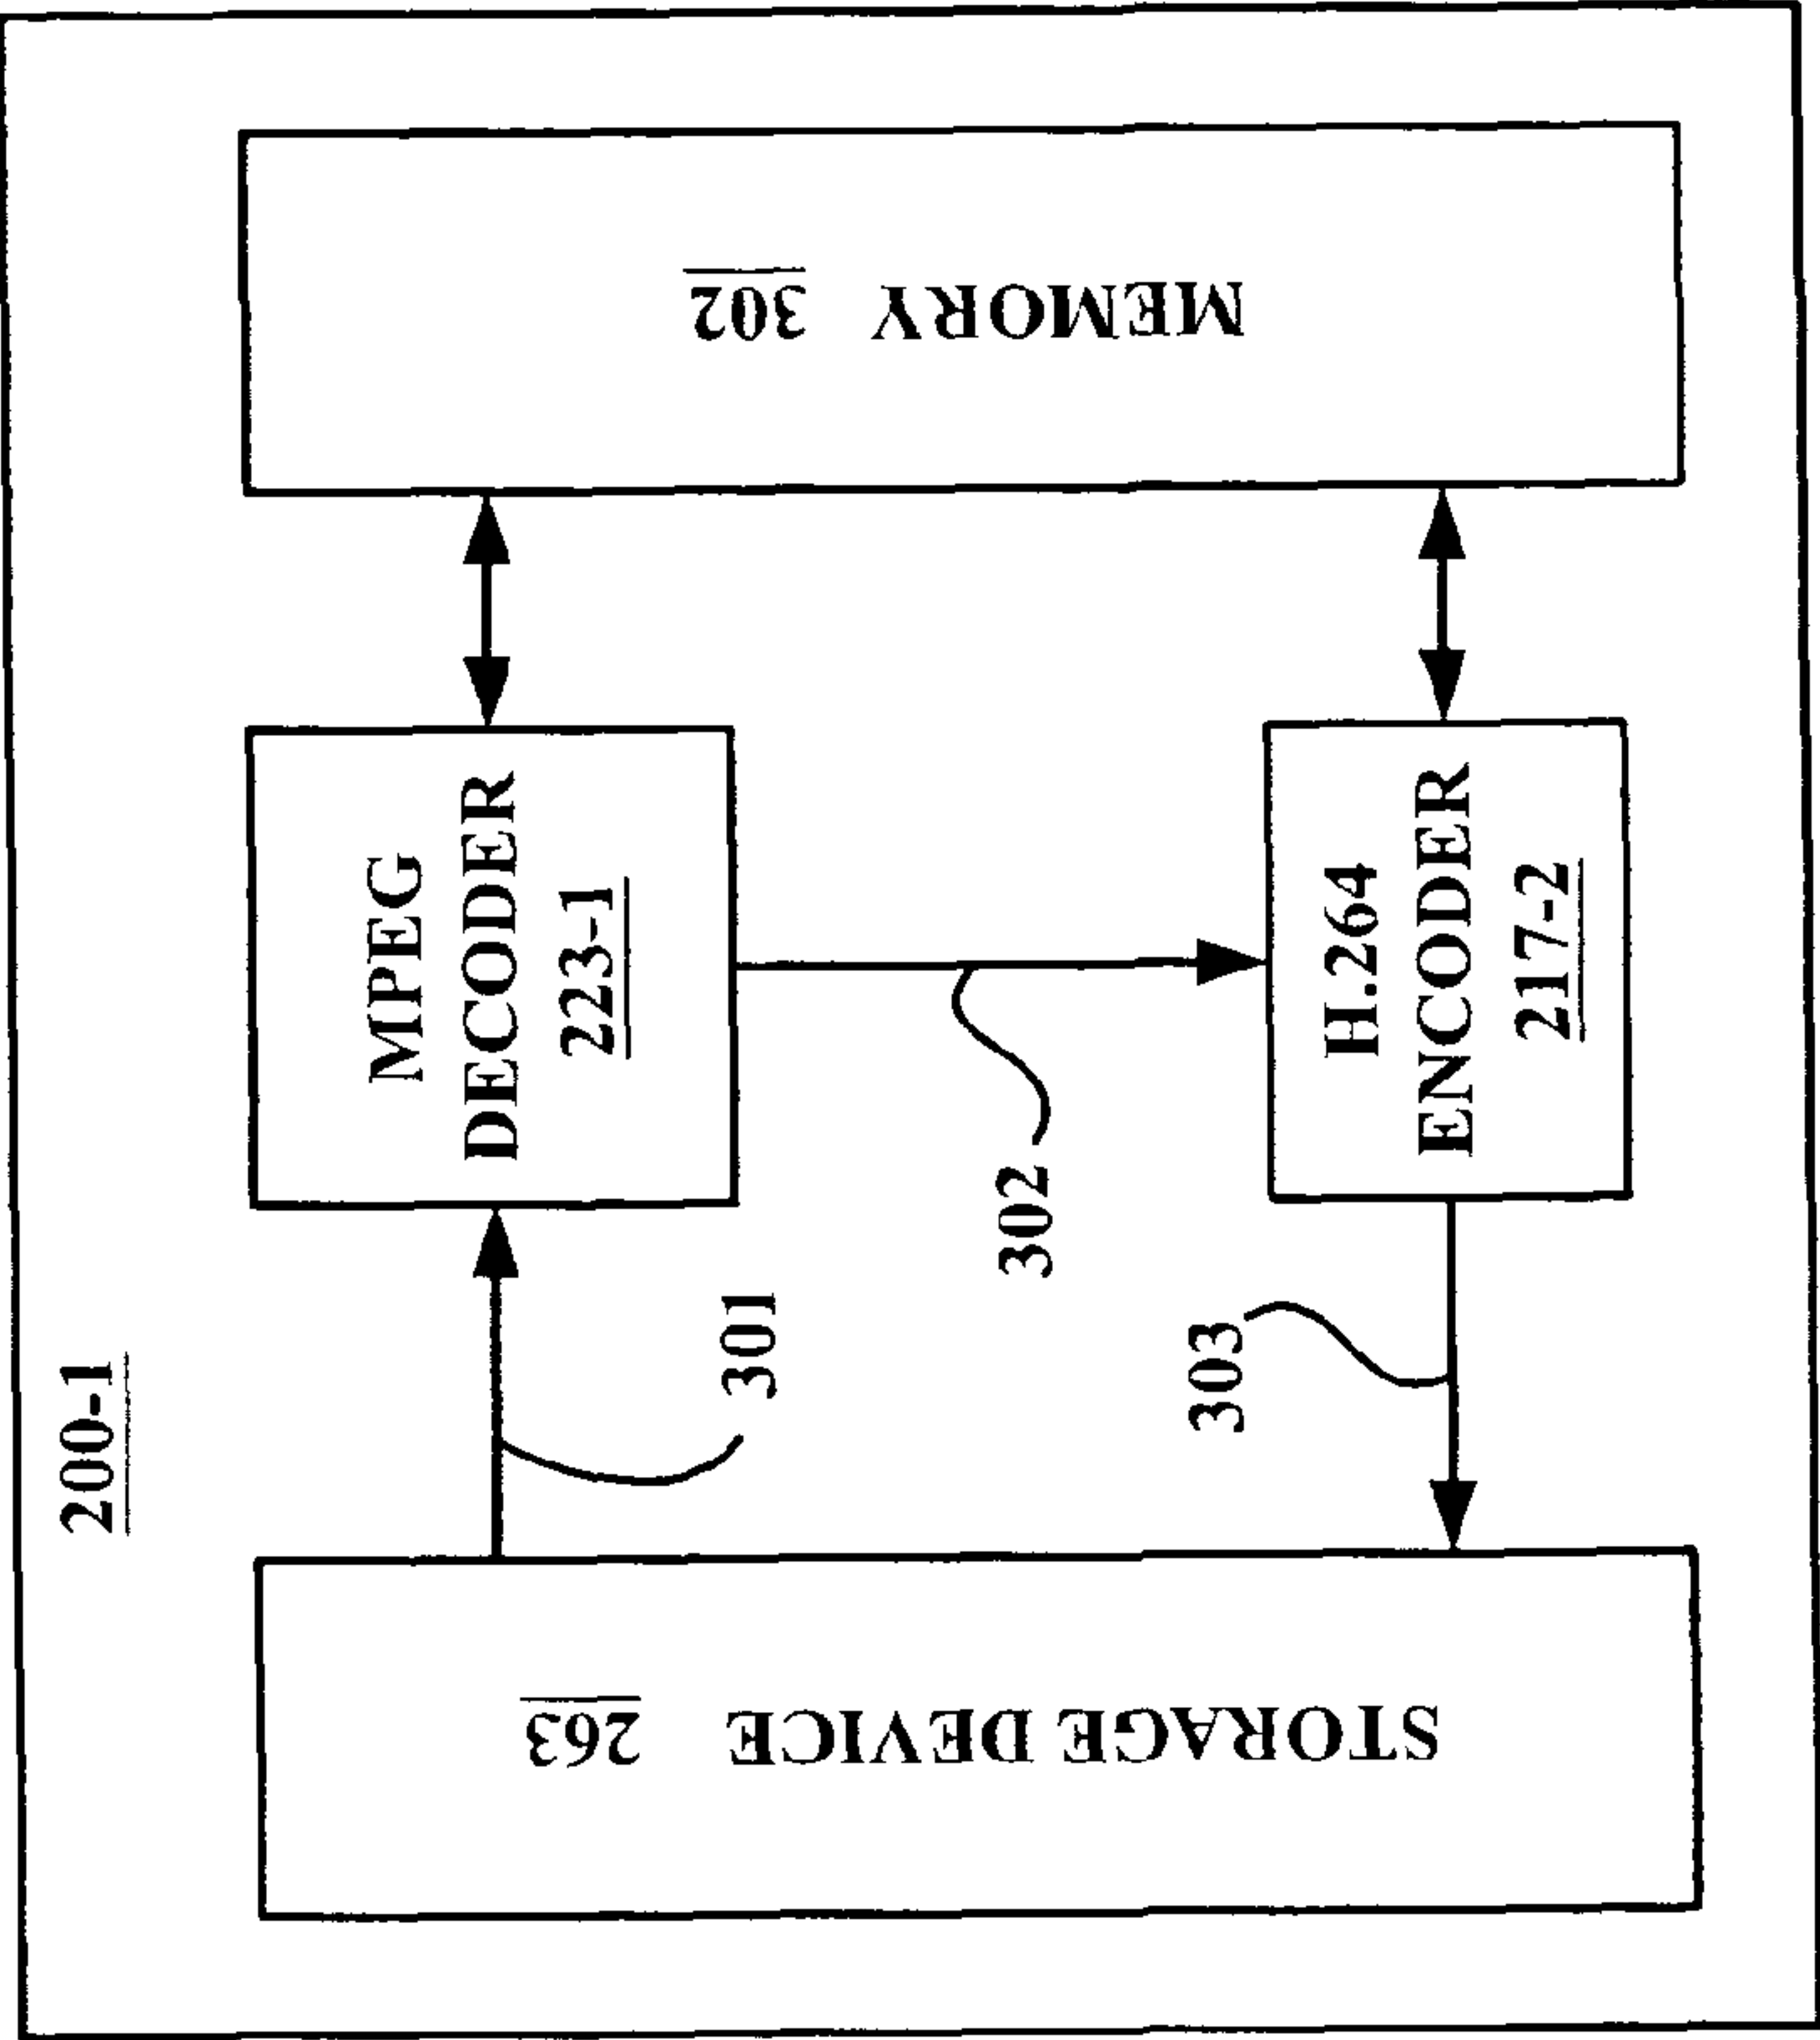 200-1
STORAGE DEVICE 263
301
MPEG
DECODER
223-1
302
303
H.264
ENCODER
217-2
MEMORY 302